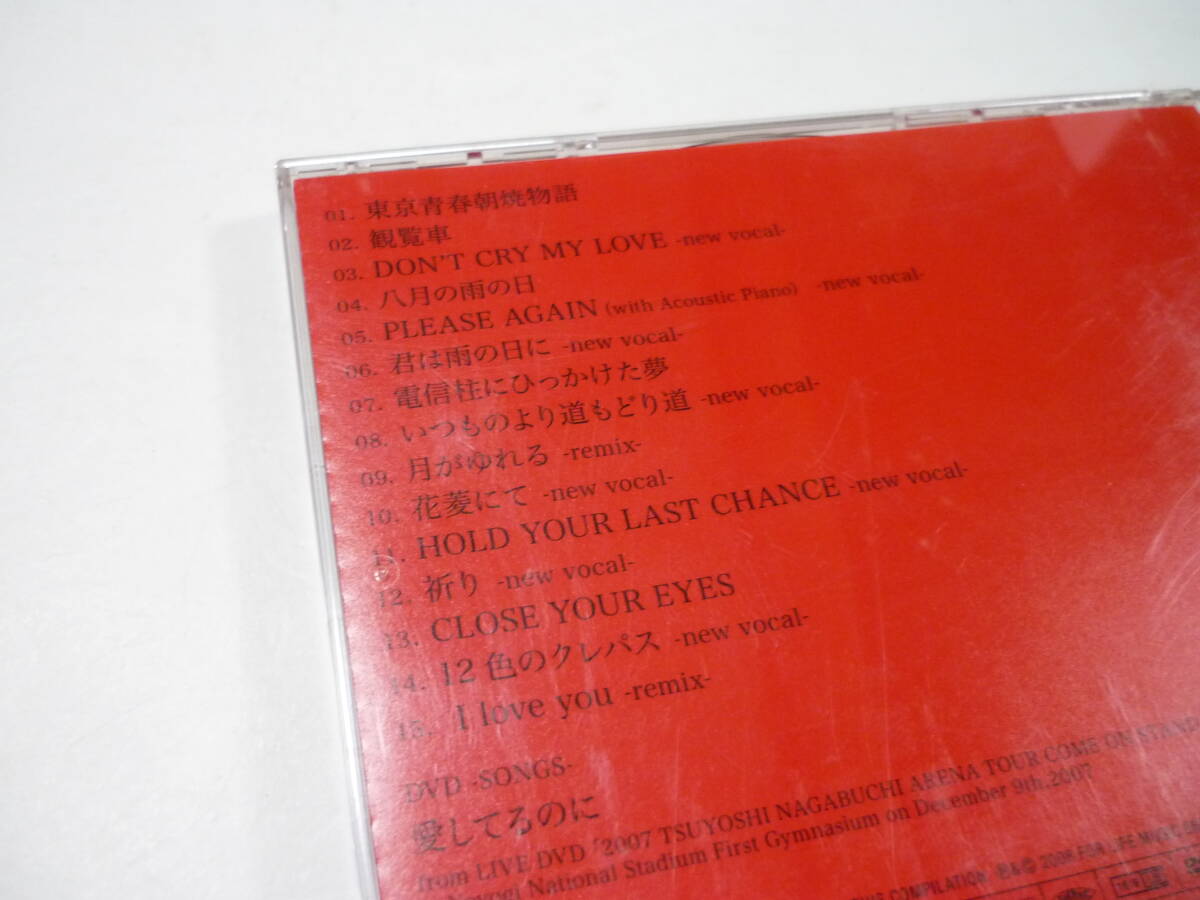 01. 東京青春朝焼物語
02. 観覧車
03. DON'T CRY MY LOVE -new vocal-
04. 八月の雨の日
05. PLEASE AGAIN (with Acoustic Piano) -new vocal-
06. 君は雨の日に -new vocal-
07. 電信柱にひっかけた夢
08. いつものより道もどり道 -new vocal-
09. 月がゆれる -remix-
10. 花菱にて -new vocal-
11. HOLD YOUR LAST CHANCE -new vocal-
12. 祈り -new vocal-
13. CLOSE YOUR EYES
14. 12色のクレパス -new vocal-
15. I love you -remix-
DVD -SONGS-
愛してるのに
from LIVE DVD「2007 TSUYOSHI NAGABUCHI ARENA TOUR COME ON STAND
National Stadium First Gymnasium on December 9th,2007
COMPILATION FOR LIFE MUSIC